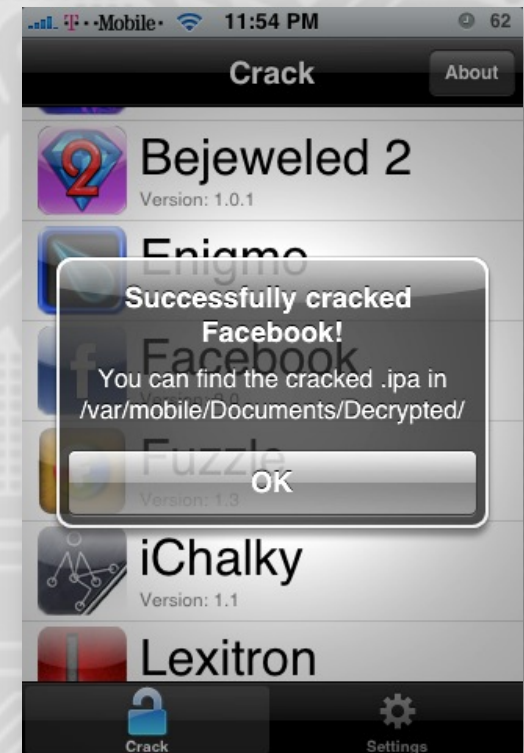 T··Mobile· 11:54 PM 62
Crack About
Bejeweled 2
Version: 1.0.1
Enigmo
Successfully cracked
Facebook!
Facebook
You can find the cracked .ipa in
/var/mobile/Documents/Decrypted/
Fuzzle
OK
Version: 1.3
iChalky
Version: 1.1
Lexitron
Crack Settings